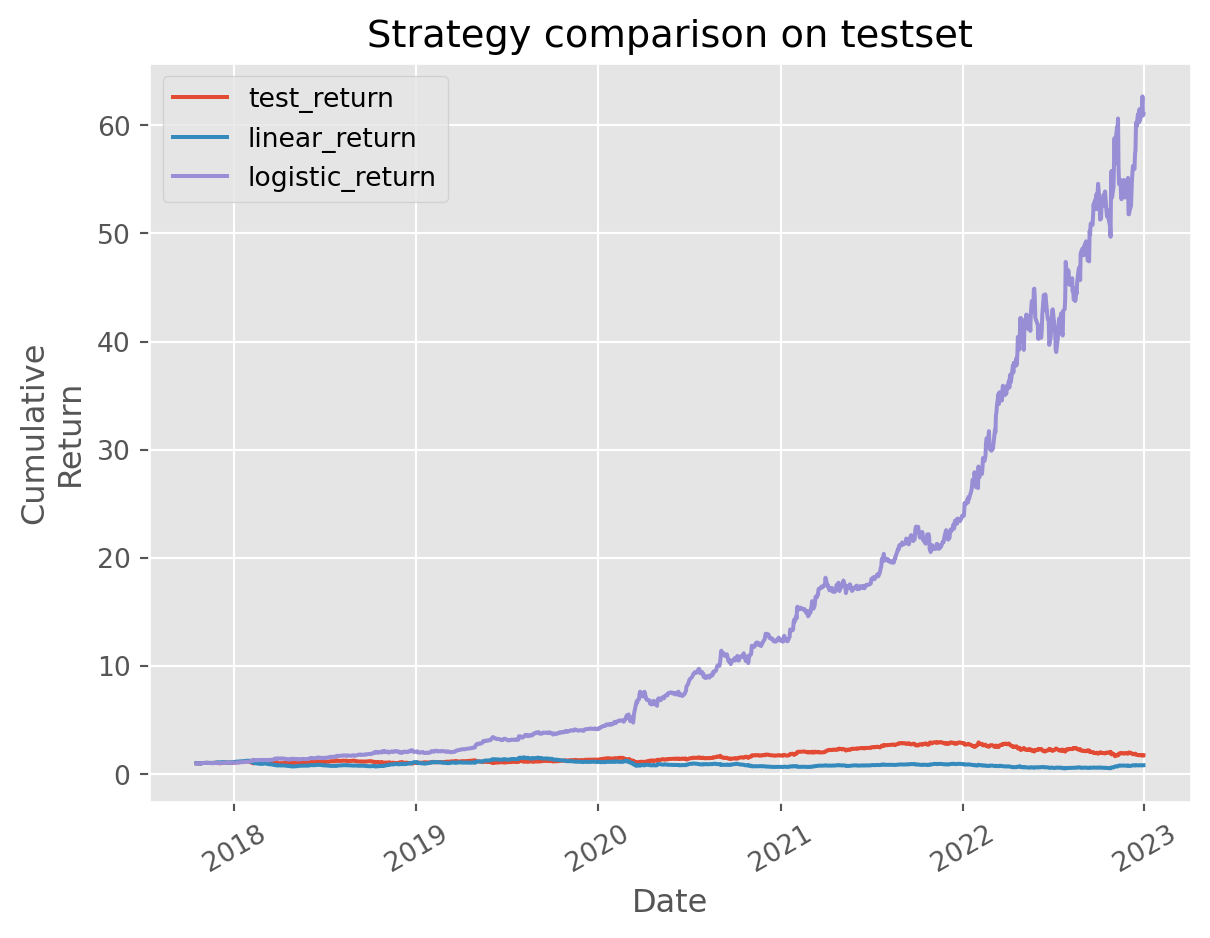 Strategy comparison on testset
test_return
linear_return
logistic_return
60
50
40
30
20
10
0
Cumulative
Return
2018
2019
2020
2021
2022
2023
Date